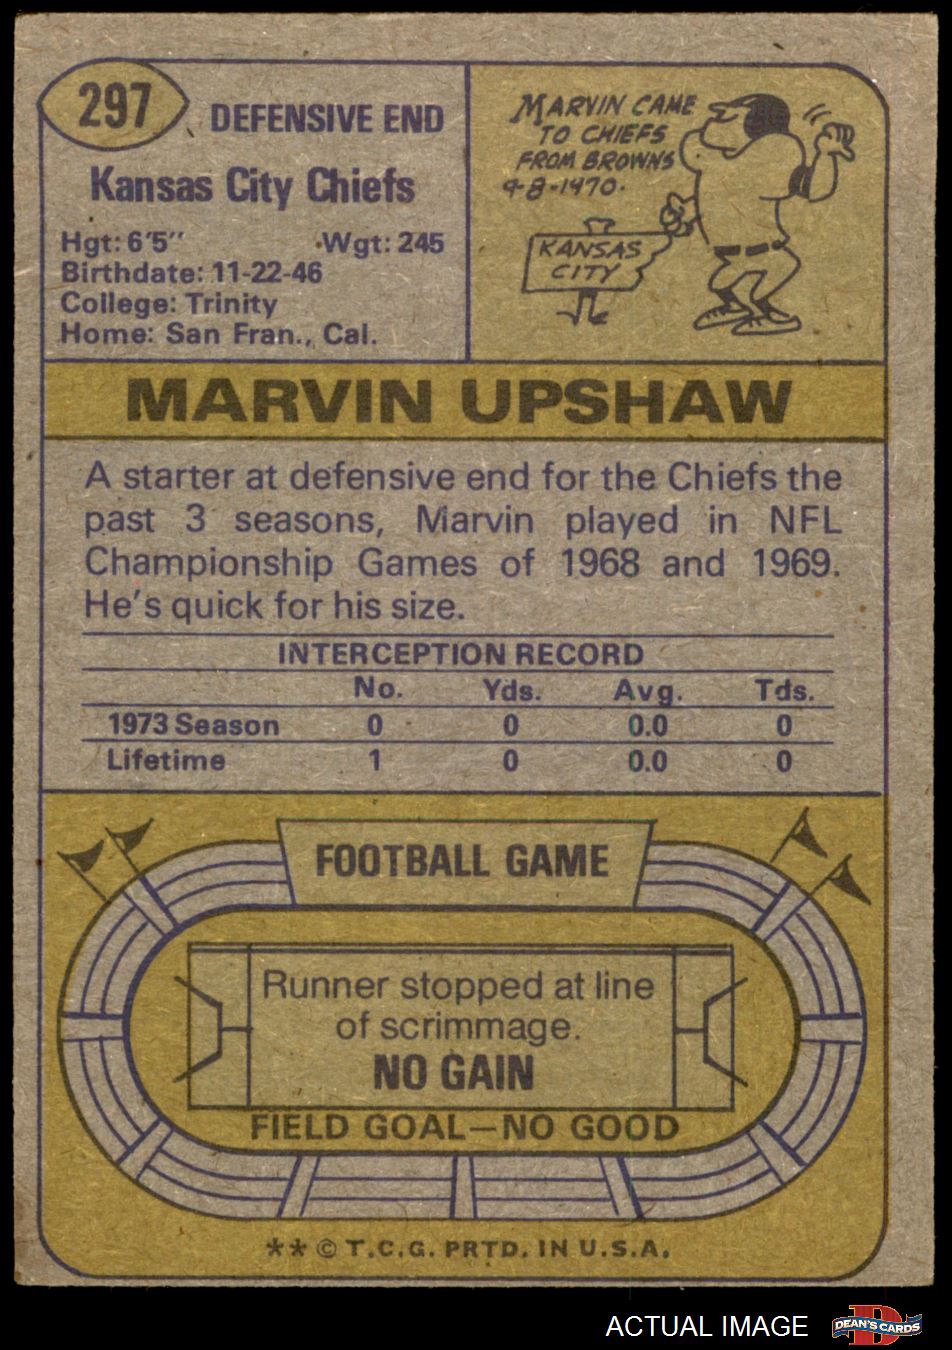 297
DEFENSIVE END
Kansas City Chiefs
Hgt: 6'5" Wgt: 245
Birthdate: 11-22-46
College: Trinity
Home: San Fran., Cal.
MARVIN CAME
TO CHIEFS
FROM BROWNS
9-8-1970.
KANSAS
CITY
MARVIN UPSHAW
A starter at defensive end for the Chiefs the
past 3 seasons, Marvin played in NFL
Championship Games of 1968 and 1969.
He's quick for his size.
INTERCEPTION RECORD
No. Yds. Avg. Tds.
1973 Season 0 0 0.0 0
Lifetime 1 0 0.0 0
FOOTBALL GAME
Runner stopped at line
of scrimmage.
NO GAIN
FIELD GOAL—NO GOOD
** © T.C.G. PRTD. IN U.S.A.
ACTUAL IMAGE
D
DEAN'S CARDS